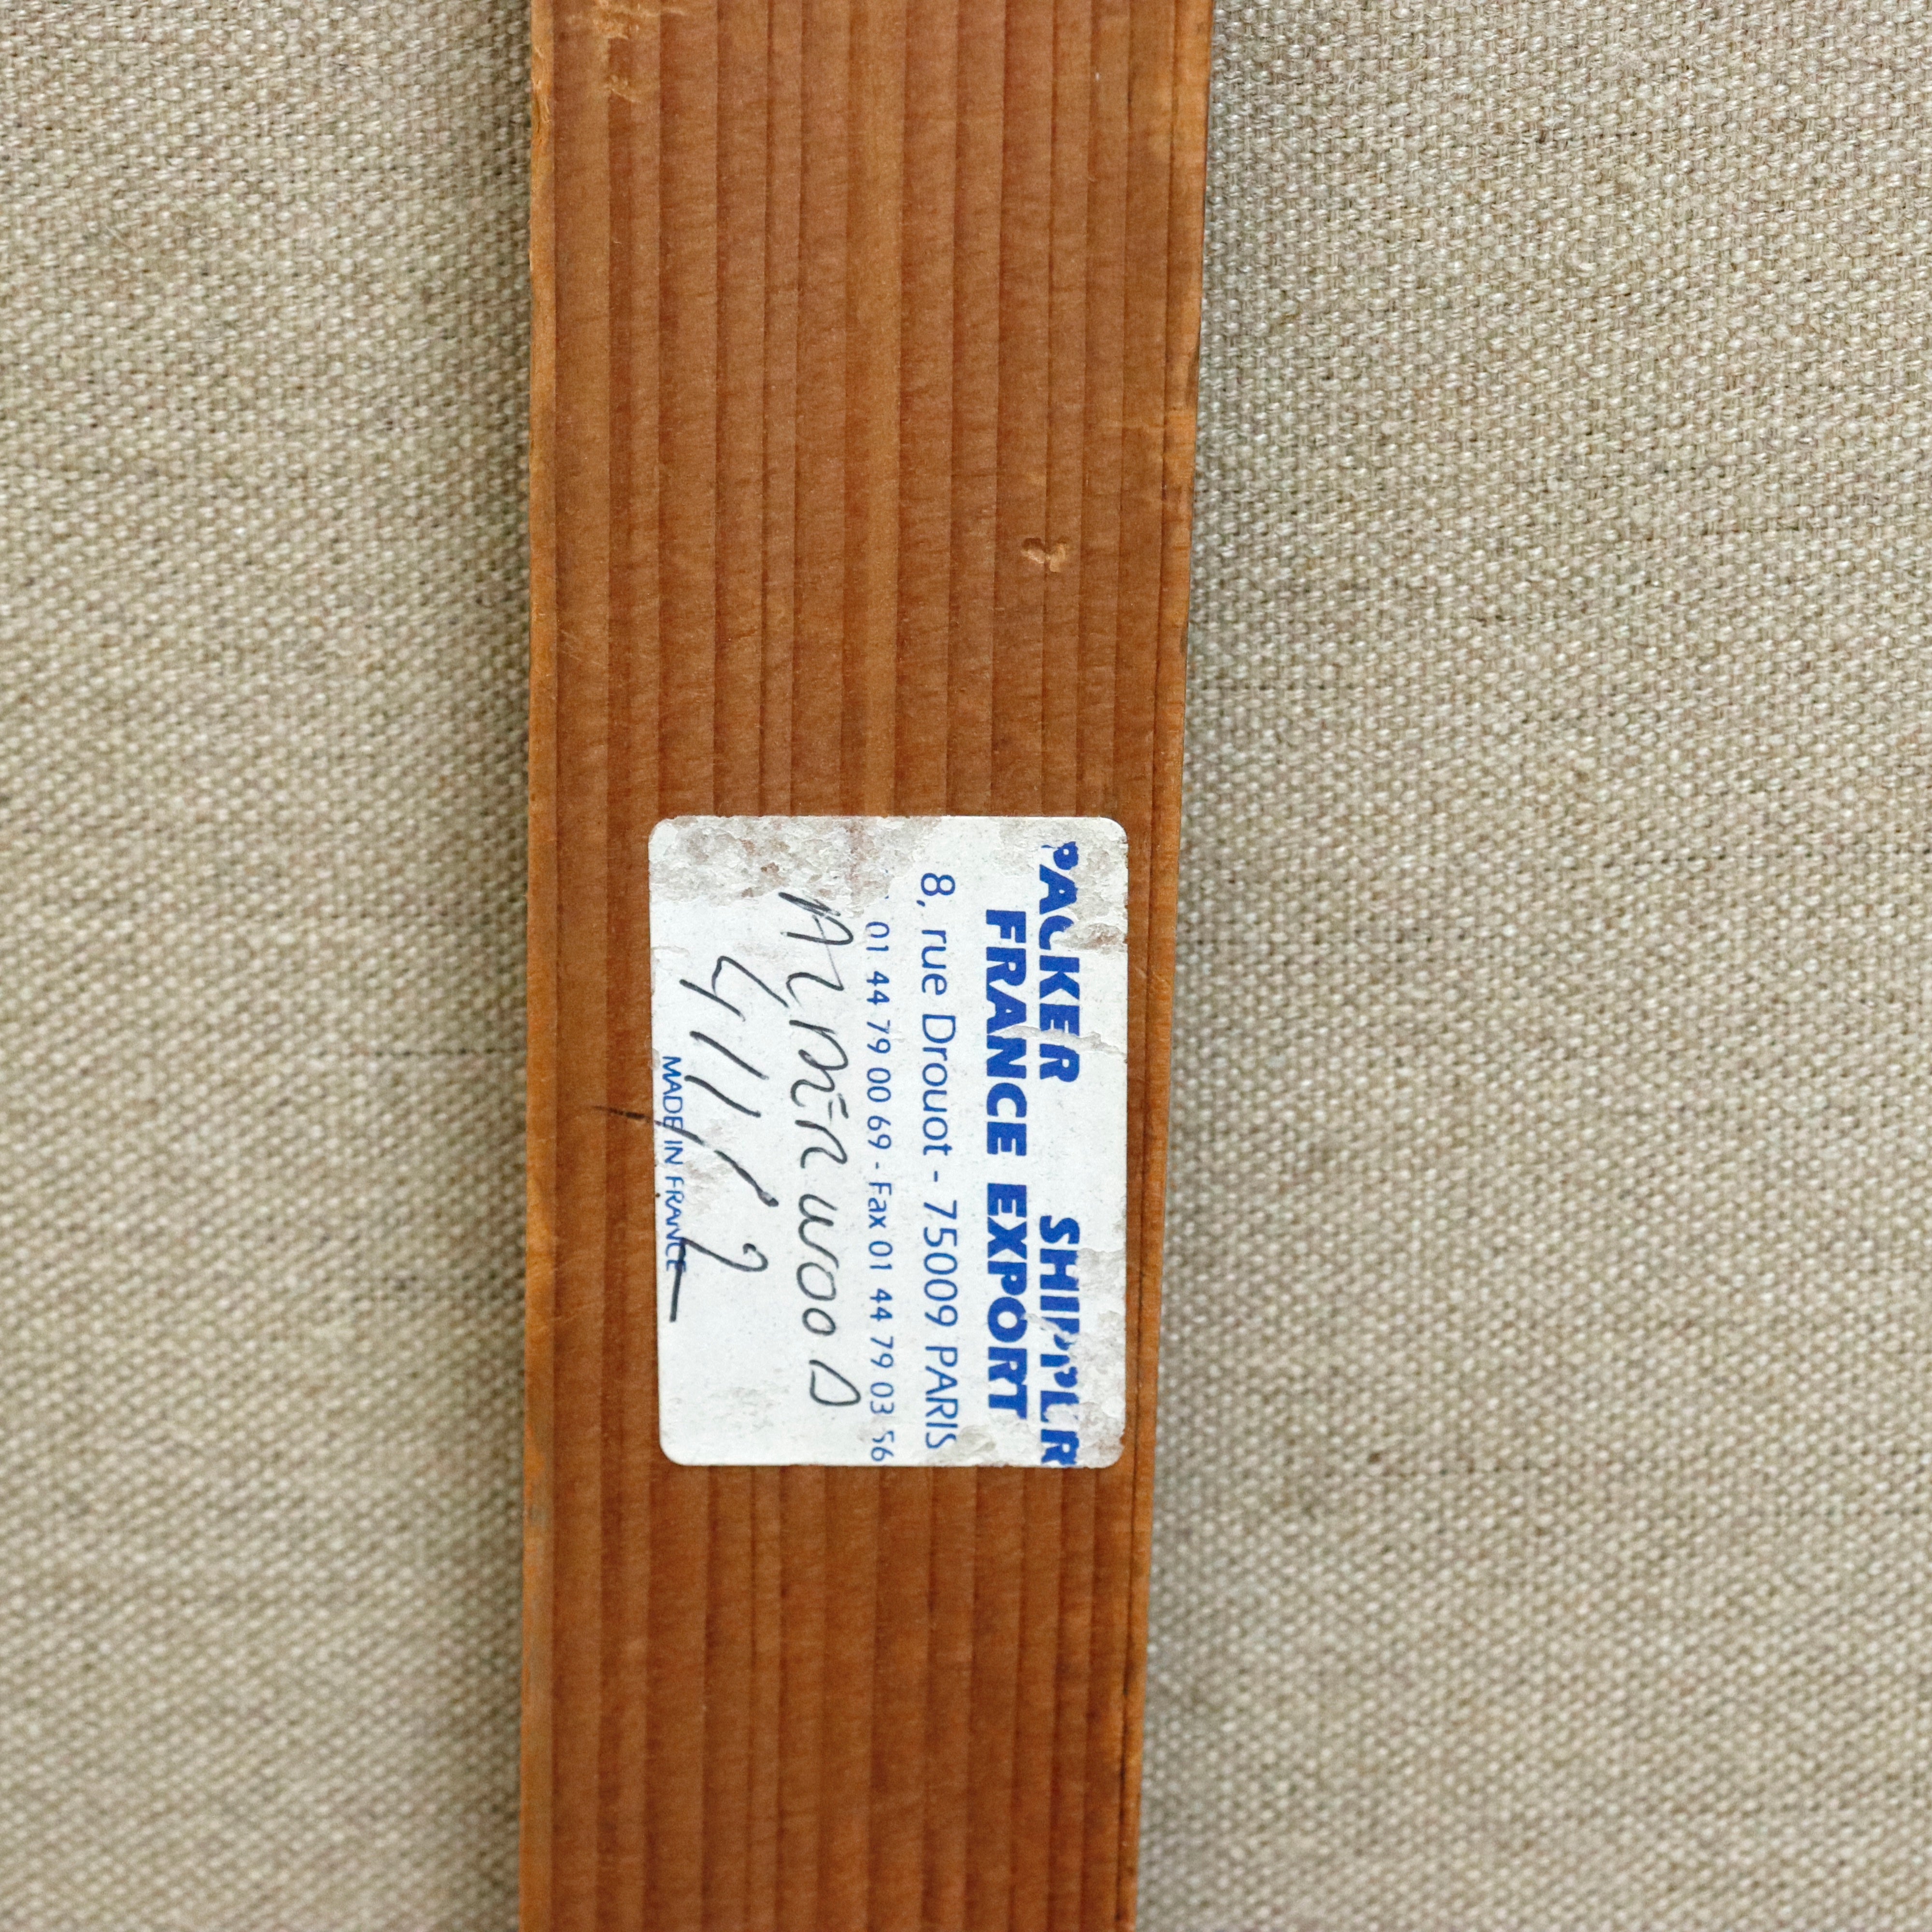 PACKER SHIPPER
FRANCE EXPORT
8, rue Drouot - 75009 PARIS
01 44 79 00 69 - Fax 01 44 79 03 56
MADE IN FRANCE